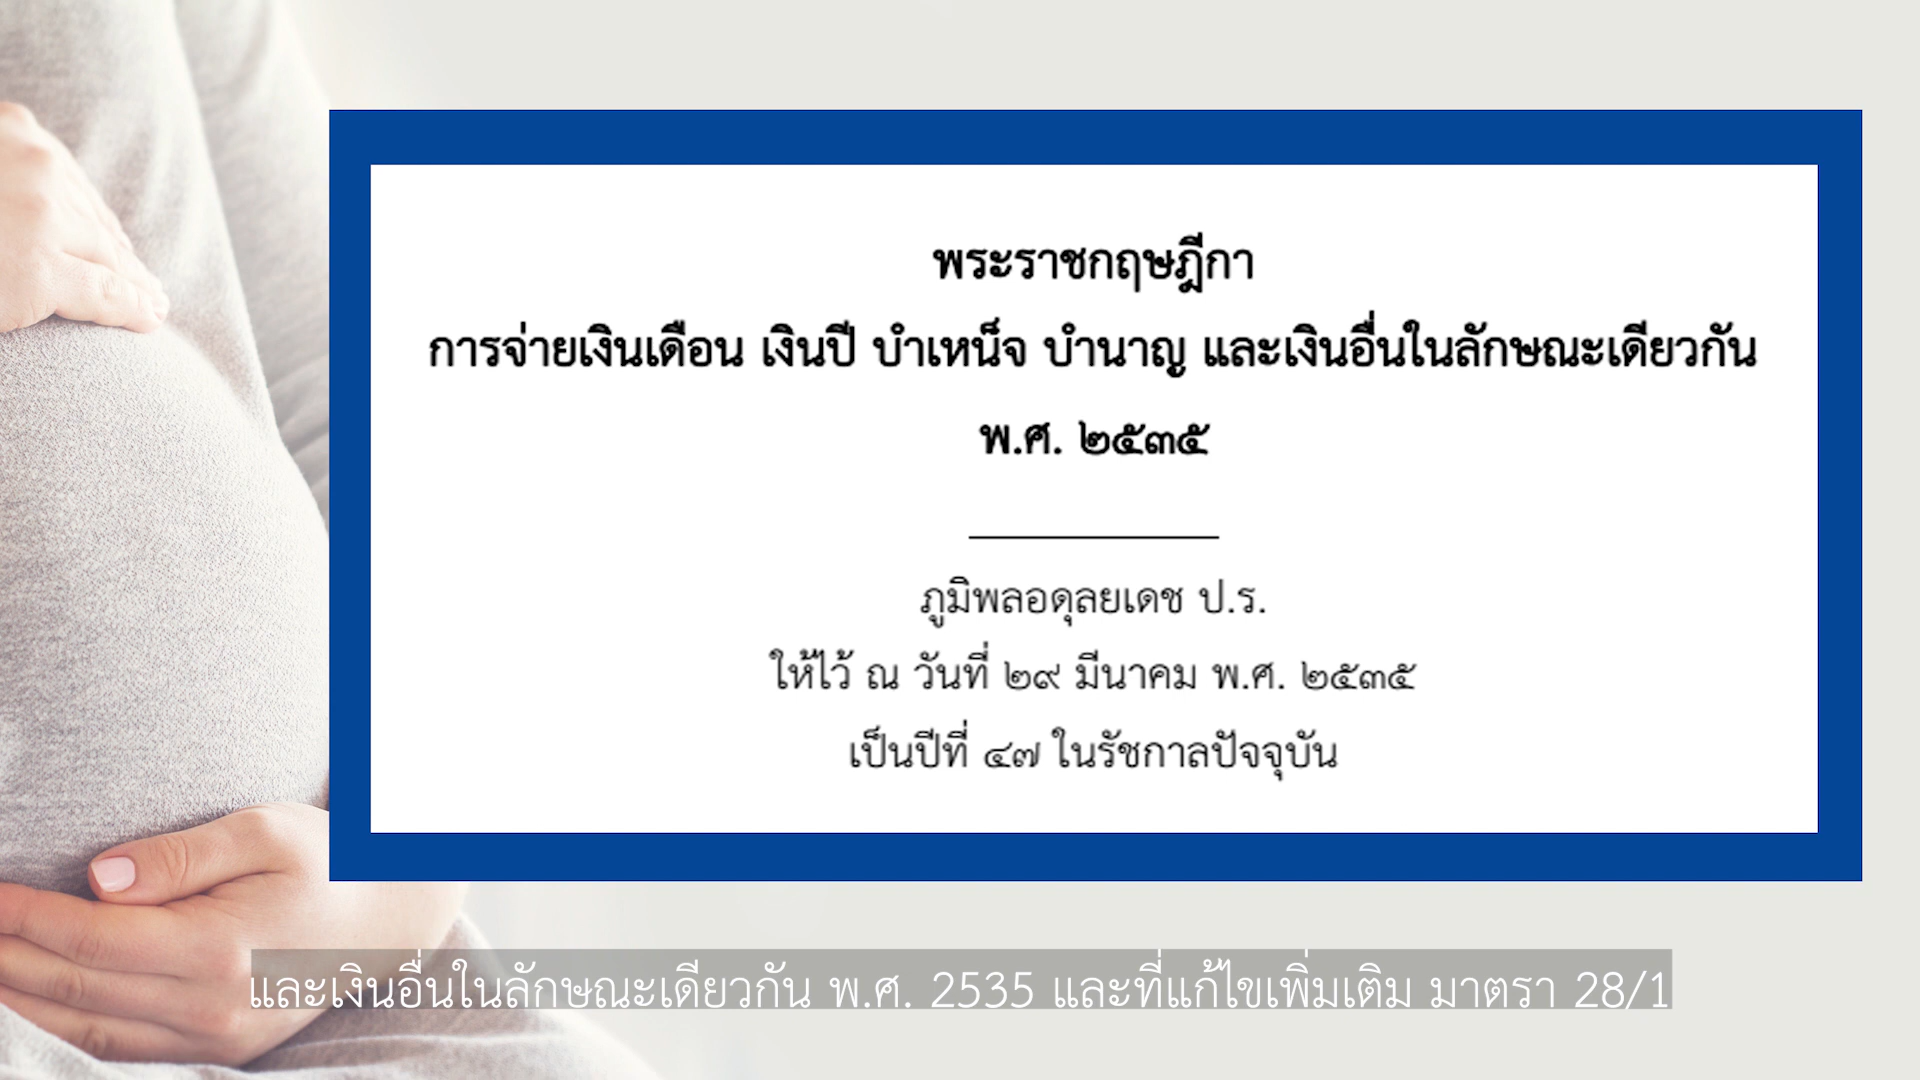 พระราชกฤษฎีกา
การจ่ายเงินเดือน เงินปี บำเหน็จ บำนาญ และเงินอื่นในลักษณะเดียวกัน
พ.ศ. ๒๕๓๕
ภูมิพลอดุลยเดช ป.ร.
ให้ไว้ ณ วันที่ ๒๙ มีนาคม พ.ศ. ๒๕๓๕
เป็นปีที่ ๔๗ ในรัชกาลปัจจุบัน
และเงินอื่นในลักษณะเดียวกัน พ.ศ. 2535 และที่แก้ไขเพิ่มเติม มาตรา 28/1